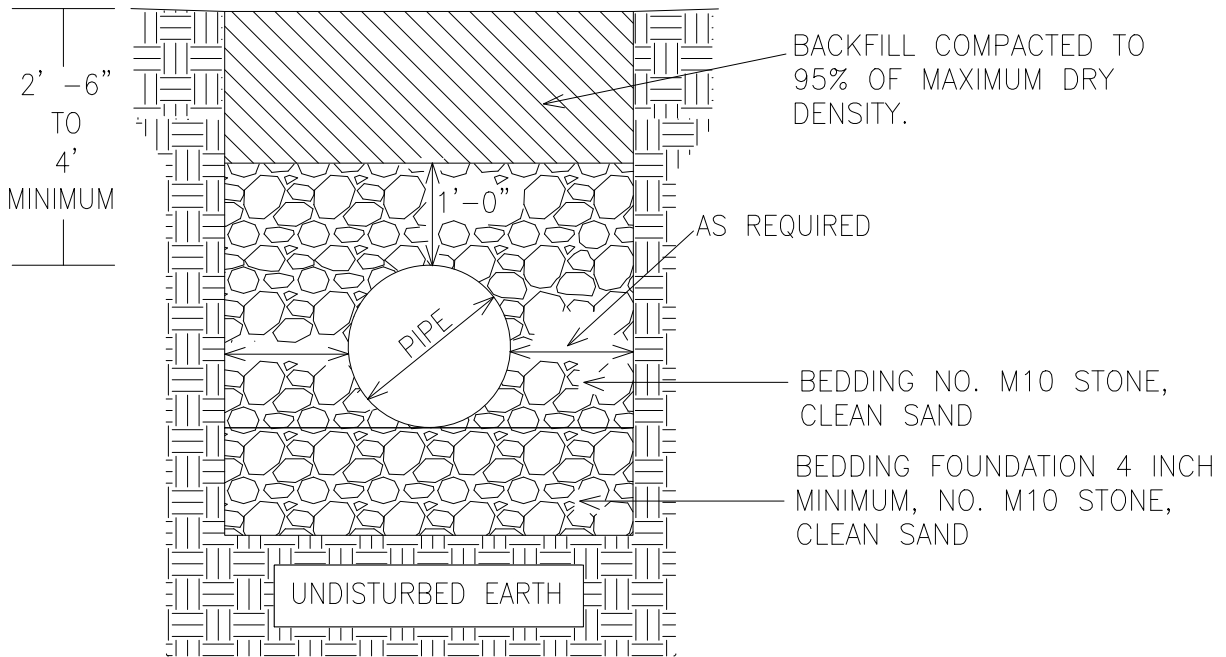 2' -6"
TO
4'
MINIMUM
BACKFILL COMPACTED TO
95% OF MAXIMUM DRY
DENSITY.
1'-0"
AS REQUIRED
PIPE
BEDDING NO. M10 STONE,
CLEAN SAND
BEDDING FOUNDATION 4 INCH
MINIMUM, NO. M10 STONE,
CLEAN SAND
UNDISTURBED EARTH